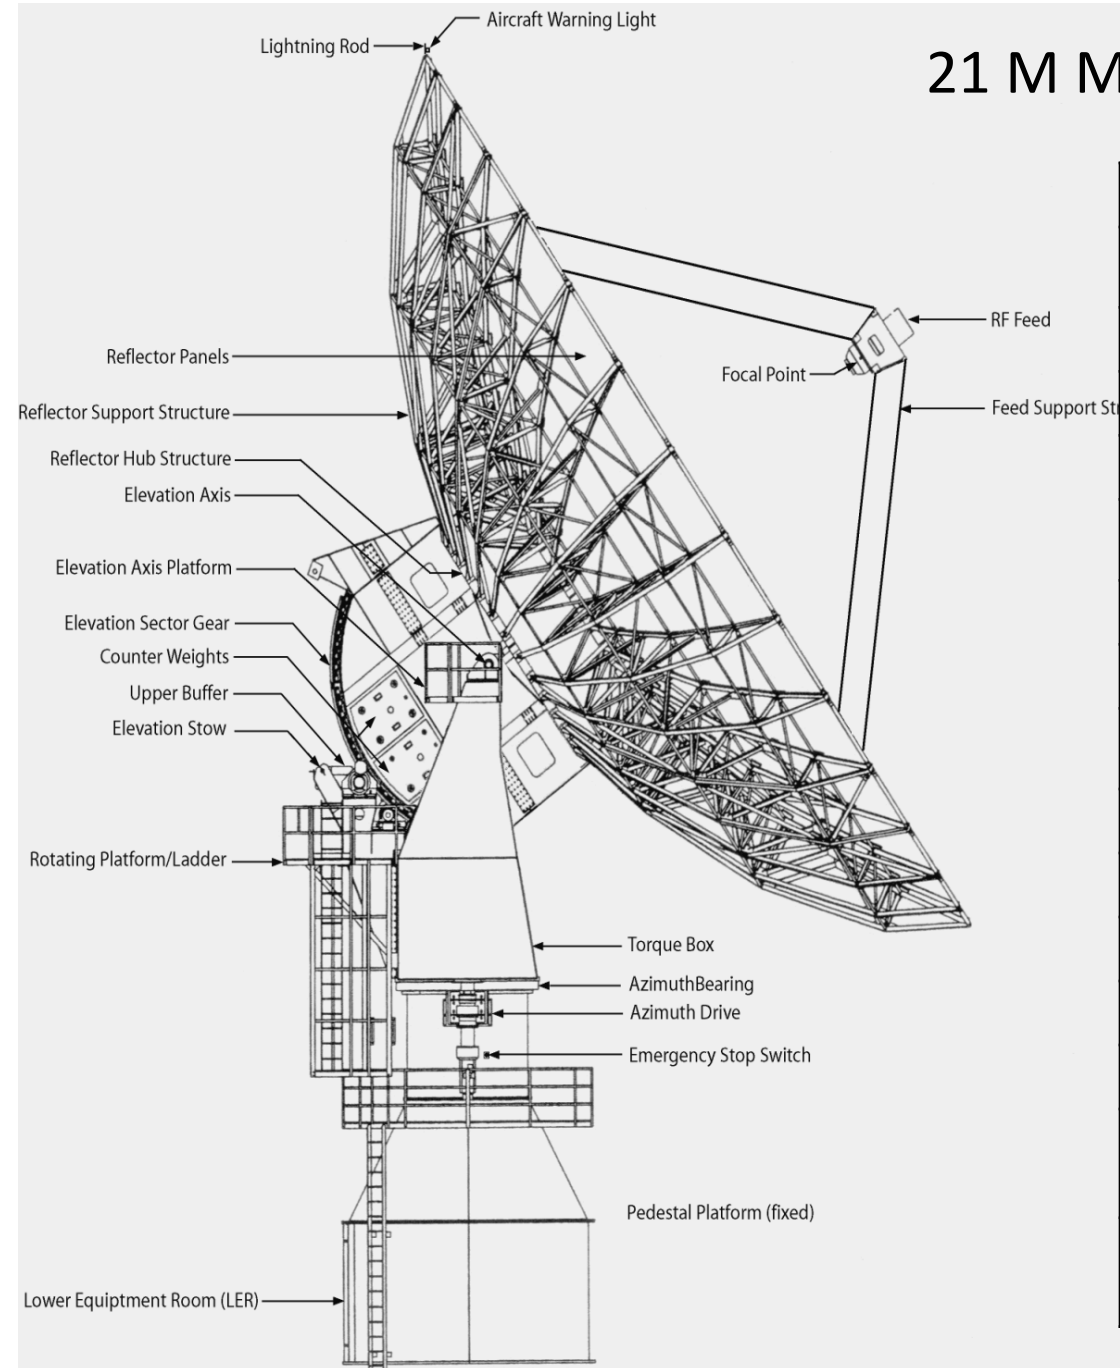 Aircraft Warning Light
Lightning Rod
21 M M
RF Feed
Reflector Panels
Focal Point
Reflector Support Structure
Feed Support Str
Reflector Hub Structure
Elevation Axis
Elevation Axis Platform
Elevation Sector Gear
Counter Weights
Upper Buffer
Elevation Stow
Rotating Platform/Ladder
Torque Box
AzimuthBearing
Azimuth Drive
Emergency Stop Switch
Pedestal Platform (fixed)
Lower Equiptment Room (LER)